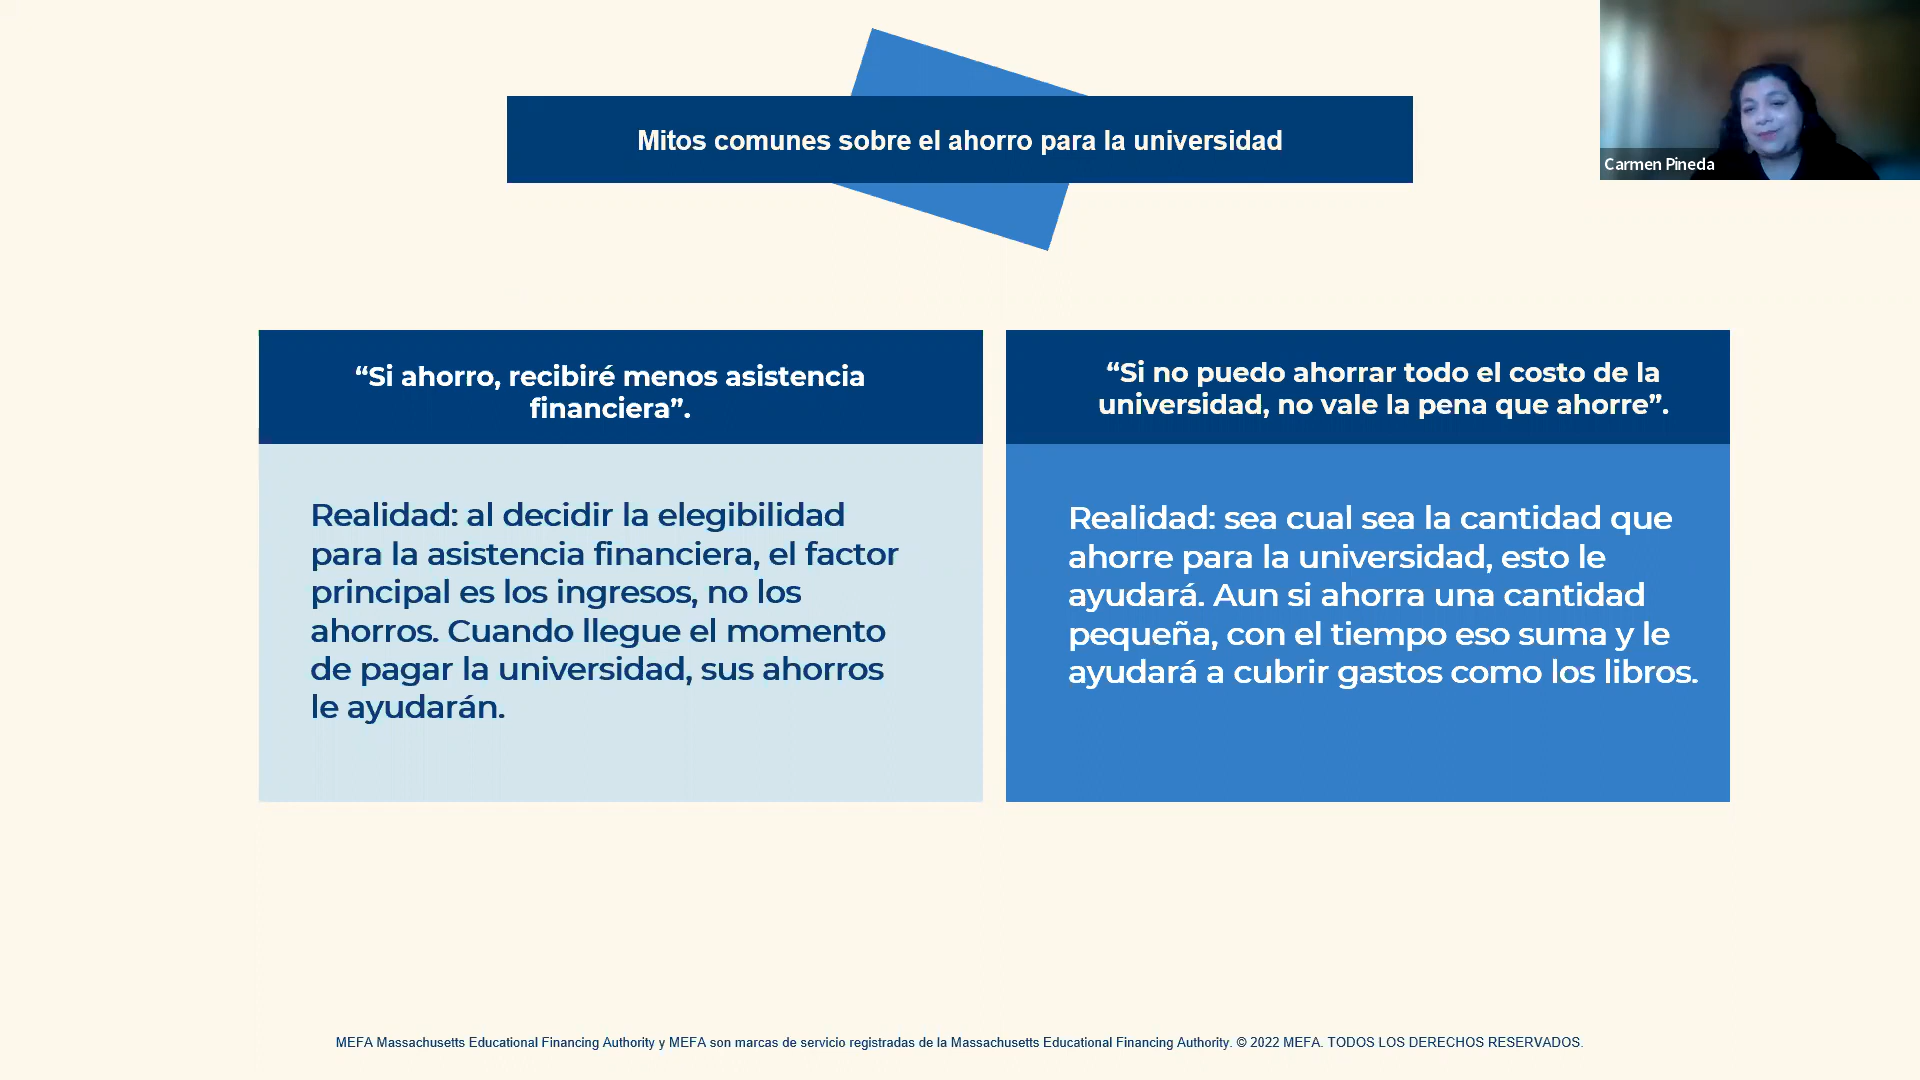 Mitos comunes sobre el ahorro para la universidad
Carmen Pineda
“Si ahorro, recibiré menos asistencia
financiera”.
Realidad: al decidir la elegibilidad
para la asistencia financiera, el factor
principal es los ingresos, no los
ahorros. Cuando llegue el momento
de pagar la universidad, sus ahorros
le ayudarán.
“Si no puedo ahorrar todo el costo de la
universidad, no vale la pena que ahorre”.
Realidad: sea cual sea la cantidad que
ahorre para la universidad, esto le
ayudará. Aun si ahorra una cantidad
pequeña, con el tiempo eso suma y le
ayudará a cubrir gastos como los libros.
MEFA Massachusetts Educational Financing Authority y MEFA son marcas de servicio registradas de la Massachusetts Educational Financing Authority. © 2022 MEFA. TODOS LOS DERECHOS RESERVADOS.